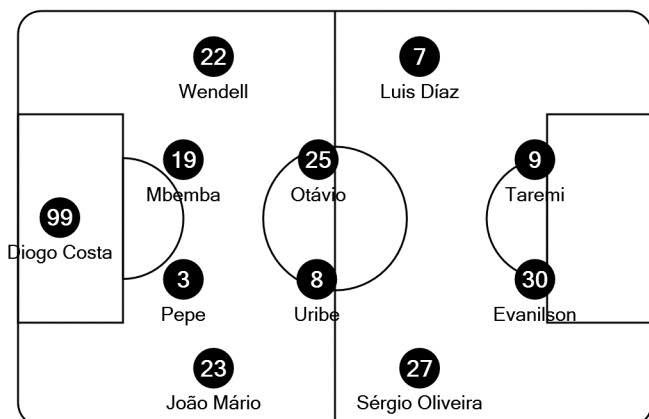 22
Wendell
7
Luis Díaz
19
Mbemba
25
Otávio
9
Taremi
99
Diogo Costa
3
Pepe
8
Uribe
30
Evanilson
23
João Mário
27
Sérgio Oliveira